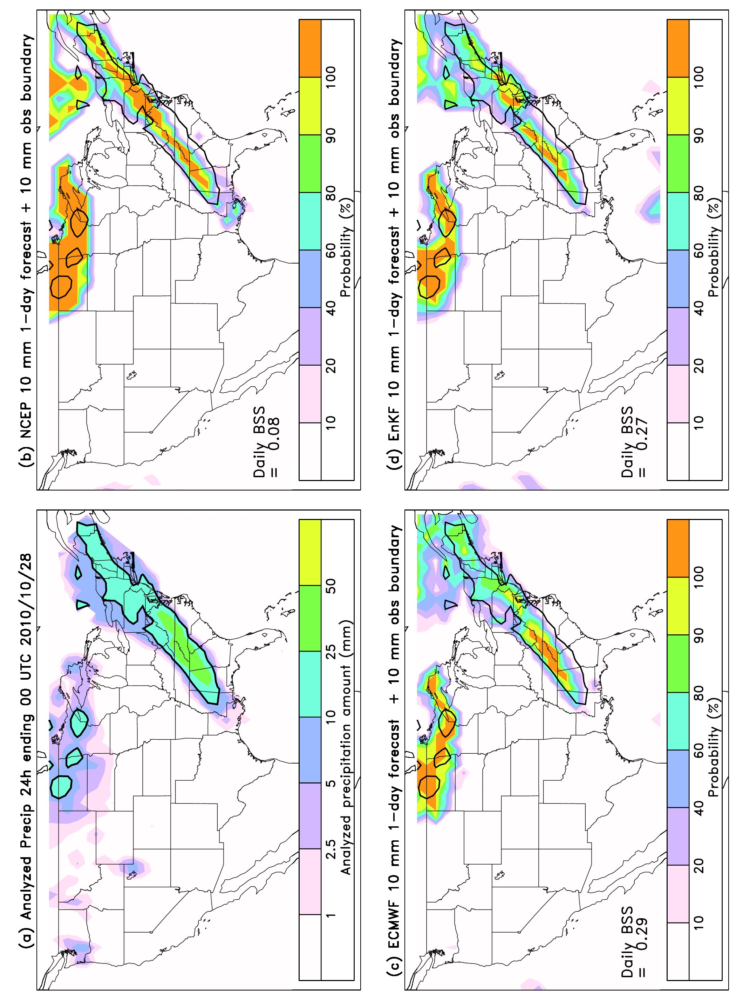 (a) Analyzed Precip 24h ending 00 UTC 2010/10/28
1 2.5 5 10 25 50
Analyzed precipitation amount (mm)
(b) NCEP 10 mm 1-day forecast + 10 mm obs boundary
Daily BSS
= 0.08
10 20 40 60 80 90 100
Probability (%)
(c) ECMWF 10 mm 1-day forecast + 10 mm obs boundary
Daily BSS
= 0.29
10 20 40 60 80 90 100
Probability (%)
(d) EnKF 10 mm 1-day forecast + 10 mm obs boundary
Daily BSS
= 0.27
10 20 40 60 80 90 100
Probability (%)